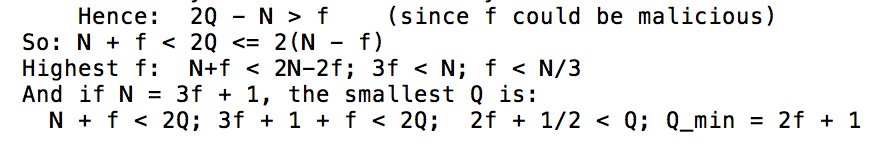 Hence:  2Q - N > f    (since f could be malicious)
So: N + f < 2Q <= 2(N - f)
Highest f:  N+f < 2N-2f; 3f < N; f < N/3
And if N = 3f + 1, the smallest Q is:
N + f < 2Q; 3f + 1 + f < 2Q;  2f + 1/2 < Q; Q_min = 2f + 1